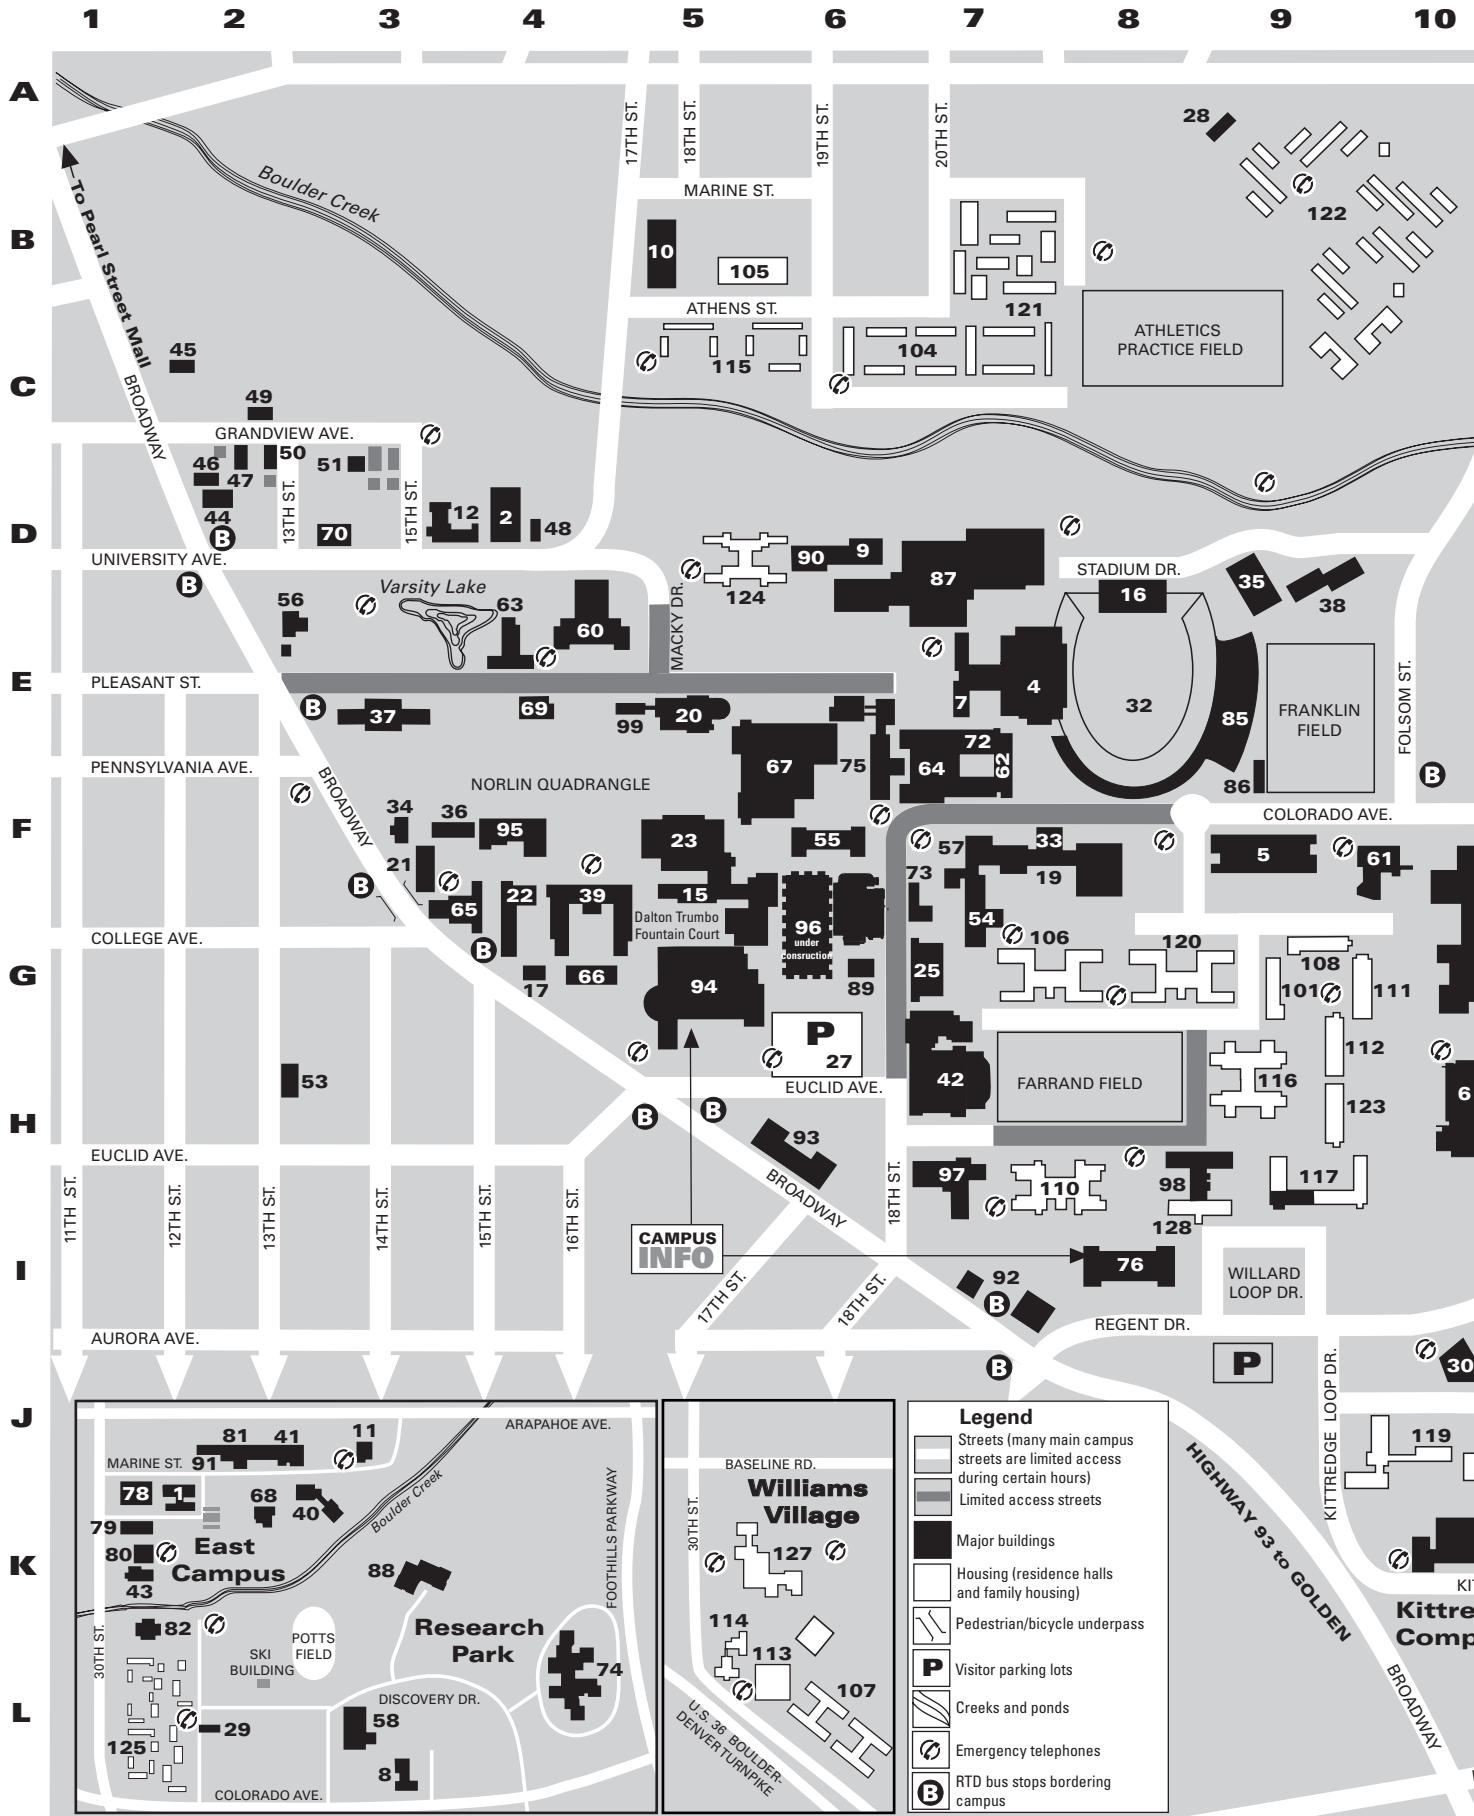 1 2 3 4 5 6 7 8 9 10
A
17TH ST.
18TH ST.
19TH ST.
20TH ST.
28
Boulder Creek
To Pearl Street Mall
MARINE ST.
122
B
10
105
121
ATHENS ST.
ATHLETICS
PRACTICE FIELD
45
115
104
C
BROADWAY
49
GRANDVIEW AVE.
50
46
47
51
44
13TH ST.
15TH ST.
12
2
48
70
D
B
UNIVERSITY AVE.
B
90
9
87
124
STADIUM DR.
16
35
38
Varsity Lake
56
63
60
MACKY DR.
E
PLEASANT ST.
B
37
69
99
20
7
4
32
85
FRANKLIN
FIELD
FOLSOM ST.
PENNSYLVANIA AVE.
BROADWAY
NORLIN QUADRANGLE
67
75
64
72
62
86
B
COLORADO AVE.
F
34
36
95
23
55
57
33
5
61
21
B
73
19
65
22
39
15
Dalton Trumbo
Fountain Court
96
under
consruction
54
COLLEGE AVE.
B
106
120
108
G
17
66
94
89
25
101
111
P
27
112
53
EUCLID AVE.
42
FARRAND FIELD
116
123
6
H
B
B
93
EUCLID AVE.
BROADWAY
18TH ST.
97
110
98
117
128
11TH ST.
12TH S.T.
13TH ST.
14TH S.T.
15TH S.T.
16TH S.T.
CAMPUS
INFO
I
76
WILLARD
LOOP DR.
92
B
17TH ST.
18TH S.T.
REGENT DR.
AURORA AVE.
B
P
30
KITTREDGE LOOP DR.
J
ARAPAHOE AVE.
81
41
11
MARINE ST.
91
78
1
68
40
Boulder Creek
79
East
Campus
K
80
43
88
FOOTHILLS PARKWAY
82
30TH ST.
SKI
BUILDING
POTTS
FIELD
Research
Park
74
L
DISCOVERY DR.
125
29
58
8
COLORADO AVE.
BASELINE RD.
Williams
Village
30TH ST.
127
114
113
107
U.S. 36 BOULDER-
DENVER TURNPIKE
Legend
Streets (many main campus
streets are limited access
during certain hours)
Limited access streets
Major buildings
Housing (residence halls
and family housing)
Pedestrian/bicycle underpass
P Visitor parking lots
Creeks and ponds
Emergency telephones
B RTD bus stops bordering
campus
HIGHWAY 93 to GOLDEN
119
KIT
Kittre
Comp
BROADWAY